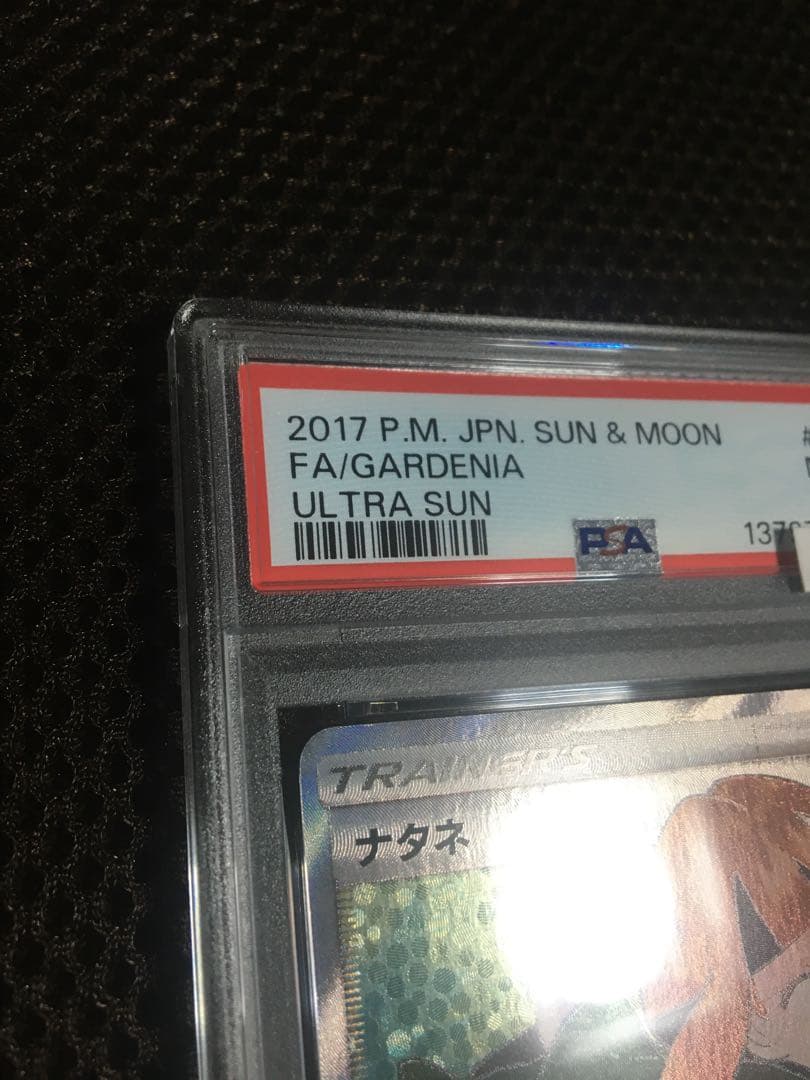 2017 P.M. JPN. SUN & MOON
FA/GARDENIA
ULTRA SUN
PSA
TRAINER'S
ナタネ